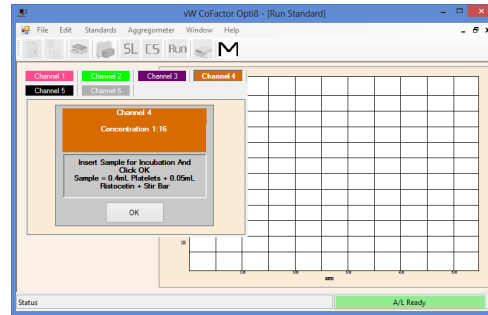 vW CoFactor Opti8 - [Run Standard]
File Edit Standards Aggregometer Window Help
SL CS Run M
Channel 1 Channel 2 Channel 3 Channel 4
Channel 5 Channel 6
Channel 4
Concentration 1:16
Insert Sample for Incubation And
Click OK
Sample = 0.4mL Platelets + 0.05mL
Ristocetin + Stir Bar
OK
Status A/L Ready